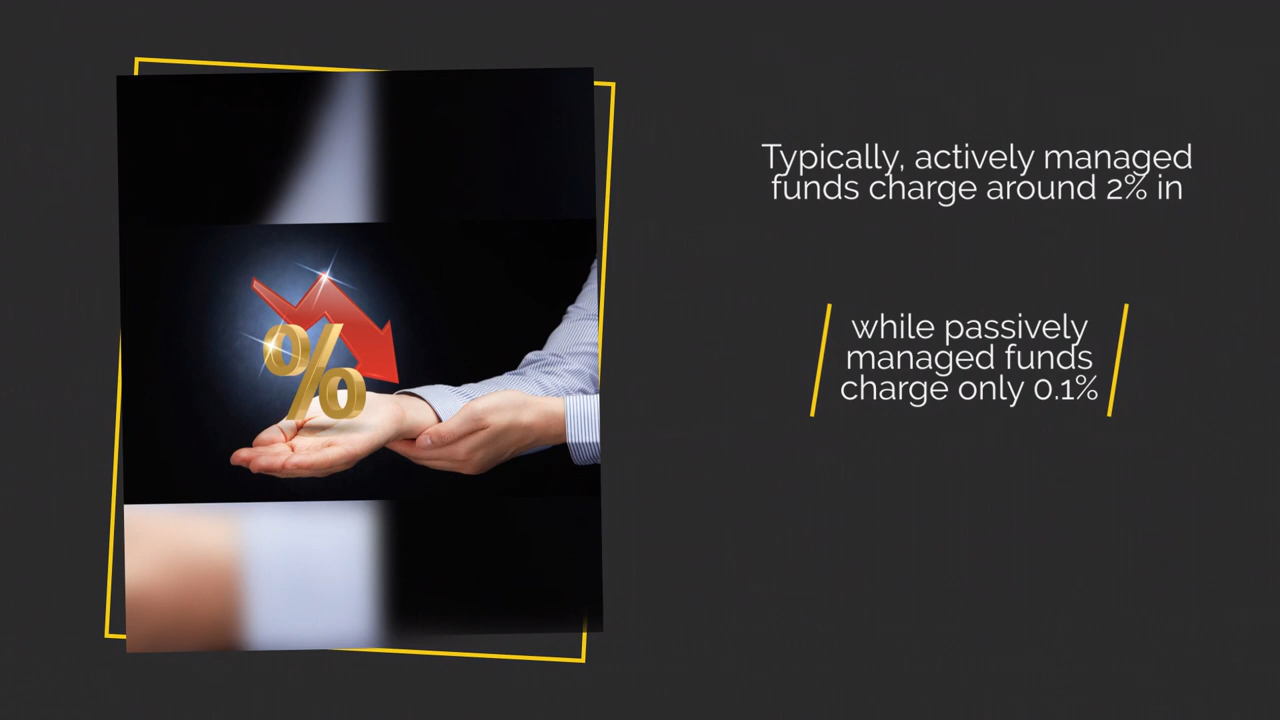 Typically, actively managed
funds charge around 2% in
while passively
managed funds
charge only 0.1%
%